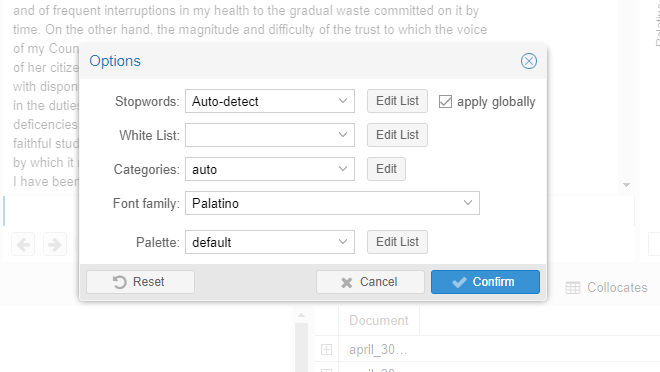 and of frequent interruptions in my health to the gradual waste committed on it by
time. On the other hand, the magnitude and difficulty of the trust to which the voice
of my Coun
of her citize
with dispon
in the duties
deficencies
faithful stud
by which it
I have been
Options
Stopwords: Auto-detect Edit List apply globally
White List: Edit List
Categories: auto Edit
Font family: Palatino
Palette: default Edit List
Reset Cancel Confirm
Collocates
Document
april_30...